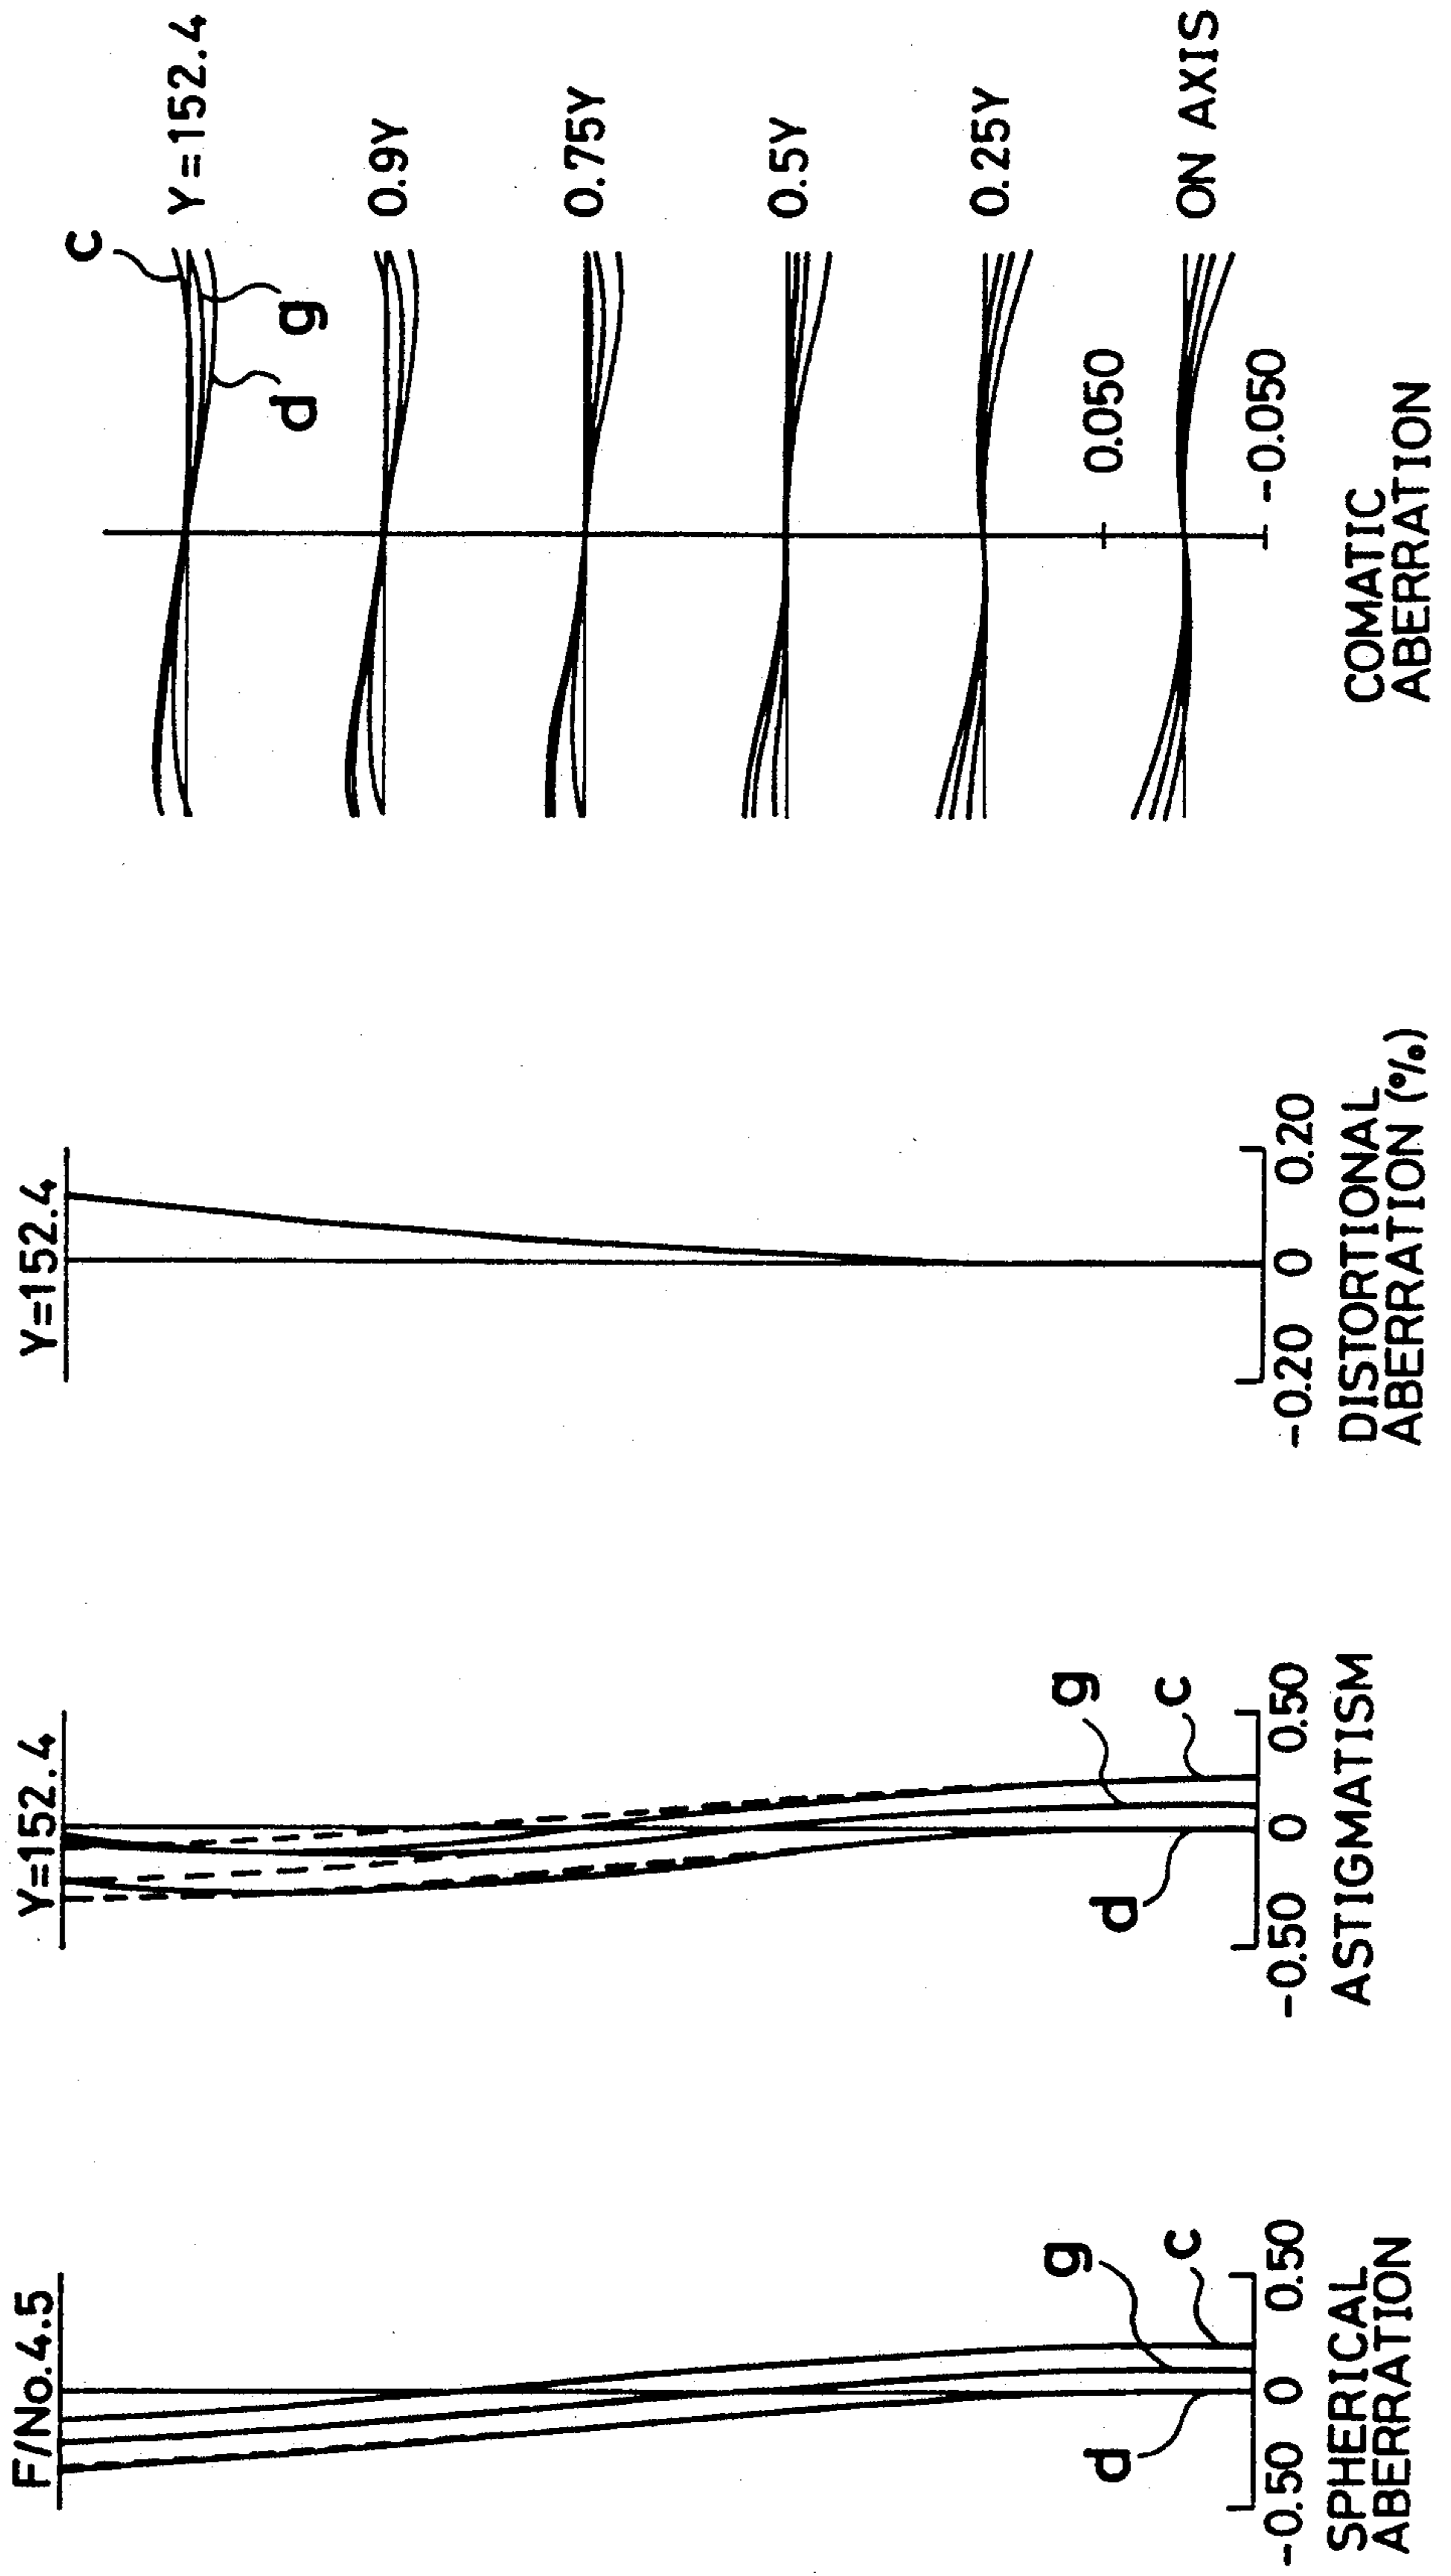 F/No.4.5
g
c
d
-0.50
0
0.50
SPHERICAL
ABERRATION
Y=152.4
g
c
d
-0.50
0
0.50
ASTIGMATISM
Y=152.4
-0.20
0
0.20
DISTORTIONAL
ABERRATION (%)
c
g
d
Y=152.4
0.9Y
0.75Y
0.5Y
0.25Y
ON AXIS
0.050
-0.050
COMATIC
ABERRATION